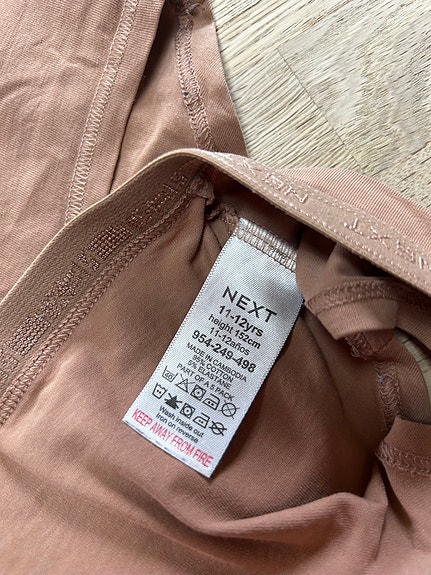 NEXT
11-12yrs
height 152cm
11-12años
954-249-498
MADE IN CAMBODIA
95% COTTON
5% ELASTANE
PART OF A 5 PACK
Wash inside out
Iron on reverse
KEEP AWAY FROM FIRE